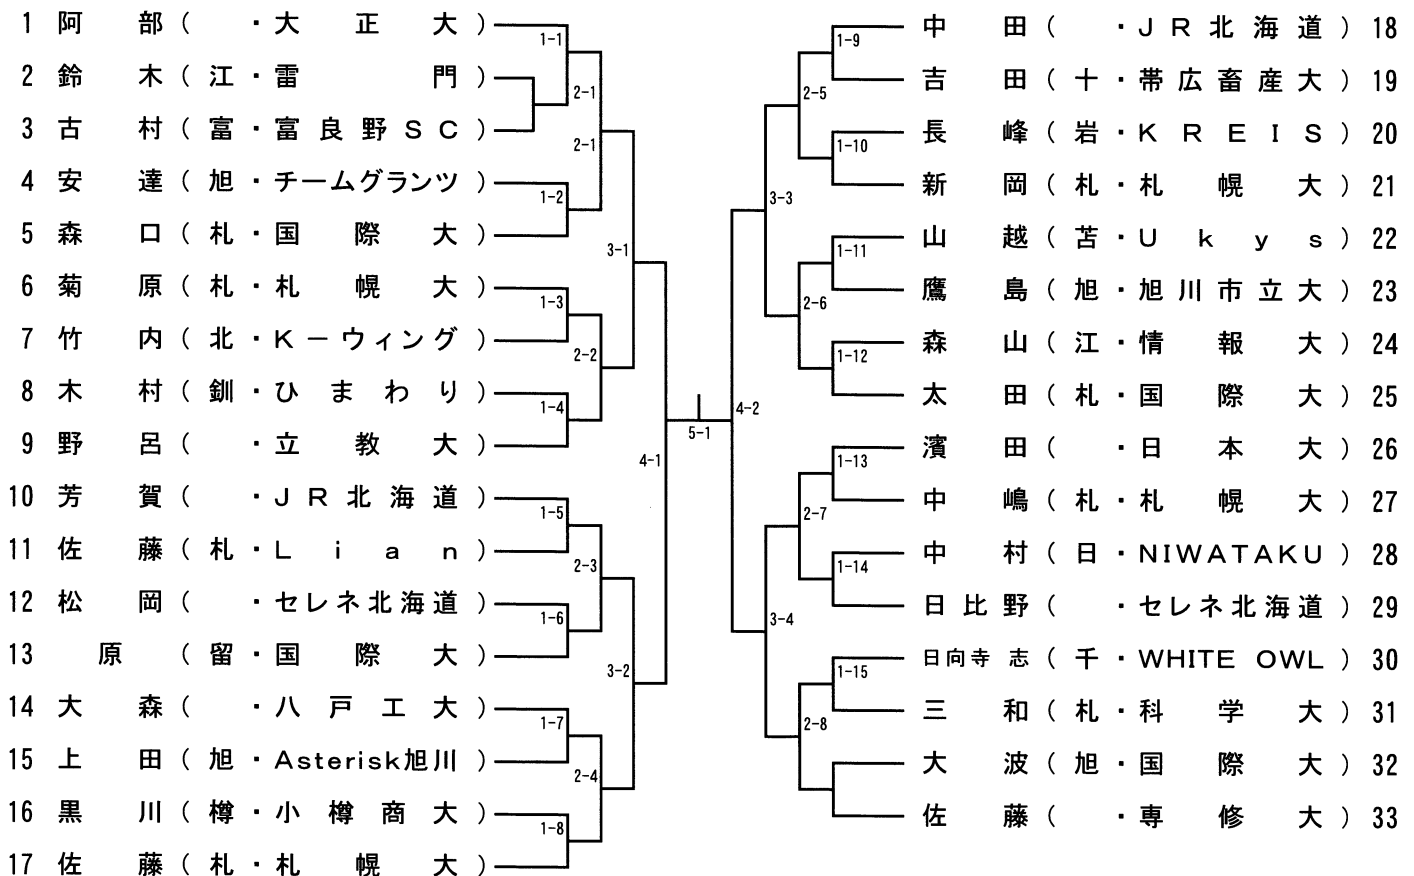 1 阿部(　・大正大)
2 鈴木(江・雷門)
3 古村(富・富良野SC)
4 安達(旭・チームグランツ)
5 森口(札・国際大)
6 菊原(札・札幌大)
7 竹内(北・K－ウィング)
8 木村(釧・ひまわり)
9 野呂(　・立教大)
10 芳賀(　・JR北海道)
11 佐藤(札・Lian)
12 松岡(　・セレネ北海道)
13 原(留・国際大)
14 大森(　・八戸工大)
15 上田(旭・Asterisk旭川)
16 黒川(樽・小樽商大)
17 佐藤(札・札幌大)
1-1
2-1
2-1
1-2
3-1
1-3
2-2
1-4
4-1
1-5
2-3
1-6
3-2
1-7
2-4
1-8
5-1
4-2
1-9
2-5
1-10
3-3
1-11
2-6
1-12
1-13
2-7
1-14
3-4
1-15
2-8
中田(　・JR北海道) 18
吉田(十・帯広畜産大) 19
長峰(岩・KREIS) 20
新岡(札・札幌大) 21
山越(苫・Ukys) 22
鷹島(旭・旭川市立大) 23
森山(江・情報大) 24
太田(札・国際大) 25
濱田(　・日本大) 26
中嶋(札・札幌大) 27
中村(日・NIWATAKU) 28
日比野(　・セレネ北海道) 29
日向寺志(千・WHITE OWL) 30
三和(札・科学大) 31
大波(旭・国際大) 32
佐藤(　・専修大) 33